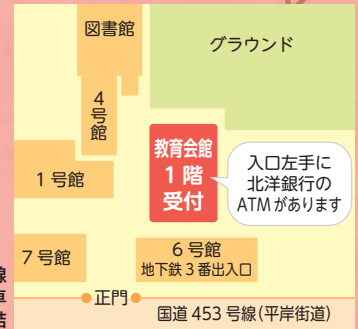 図書館
グラウンド
4
号
館
教育会館
1階
受付
入口左手に
北洋銀行の
ATMがあります
1号館
7号館
6号館
地下鉄3番出入口
正門
国道453号線(平岸街道)
線